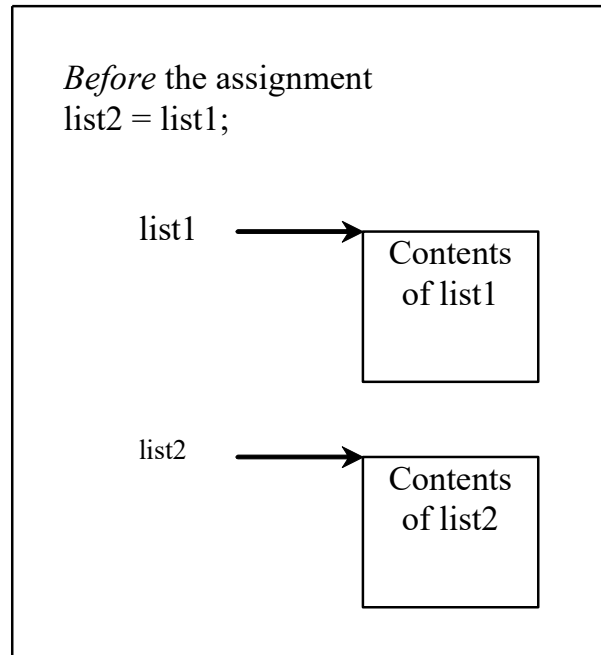 Before the assignment
list2 = list1;
list1
Contents
of list1
list2
Contents
of list2